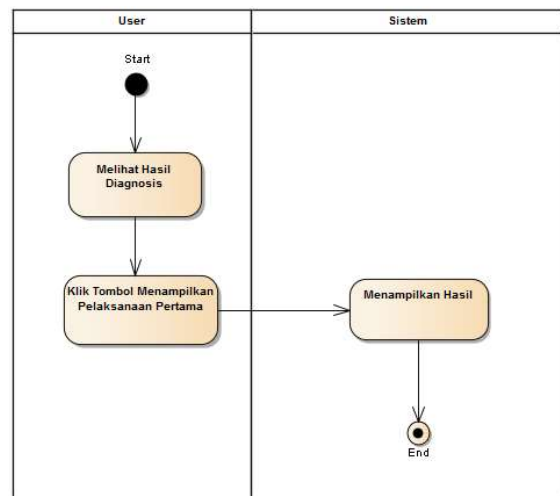 User
Sistem
Start
Melihat Hasil
Diagnosis
Klik Tombol Menampilkan
Pelaksanaan Pertama
Menampilkan Hasil
End